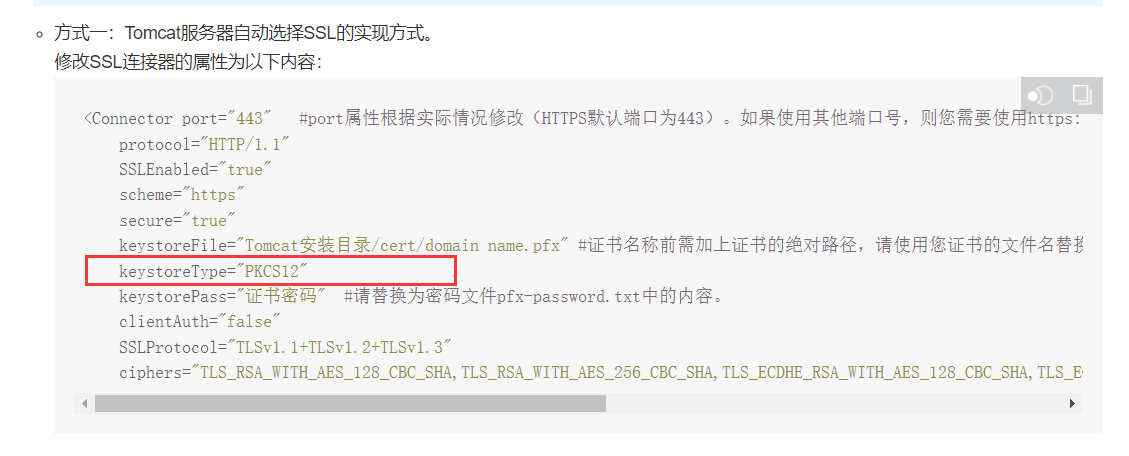 方式一：Tomcat服务器自动选择SSL的实现方式。
修改SSL连接器的属性为以下内容：
<Connector port="443" #port属性根据实际情况修改（HTTPS默认端口为443）。如果使用其他端口号，则您需要使用https:
protocol="HTTP/1.1"
SSLEnabled="true"
scheme="https"
secure="true"
keystoreFile="Tomcat安装目录/cert/domain name.pfx" #证书名称前需加上证书的绝对路径，请使用您证书的文件名替换
keystoreType="PKCS12"
keystorePass="证书密码" #请替换为密码文件pfx-password.txt中的内容。
clientAuth="false"
SSLProtocol="TLSv1.1+TLSv1.2+TLSv1.3"
ciphers="TLS_RSA_WITH_AES_128_CBC_SHA,TLS_RSA_WITH_AES_256_CBC_SHA,TLS_ECDHE_RSA_WITH_AES_128_CBC_SHA,TLS_EC